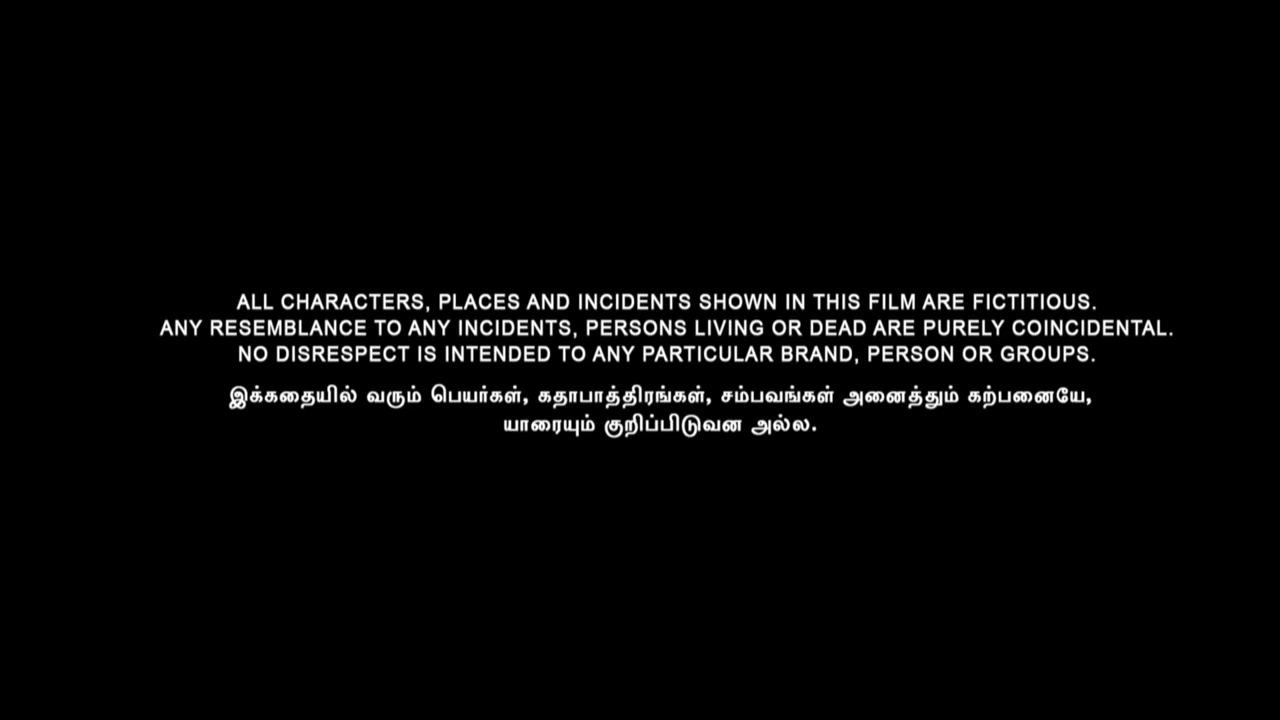 ALL CHARACTERS, PLACES AND INCIDENTS SHOWN IN THIS FILM ARE FICTITIOUS.
ANY RESEMBLANCE TO ANY INCIDENTS, PERSONS LIVING OR DEAD ARE PURELY COINCIDENTAL.
NO DISRESPECT IS INTENDED TO ANY PARTICULAR BRAND, PERSON OR GROUPS.
இக்கதையில் வரும் பெயர்கள், கதாபாத்திரங்கள், சம்பவங்கள் அனைத்தும் கற்பனையே,
யாரையும் குறிப்பிடுவன அல்ல.